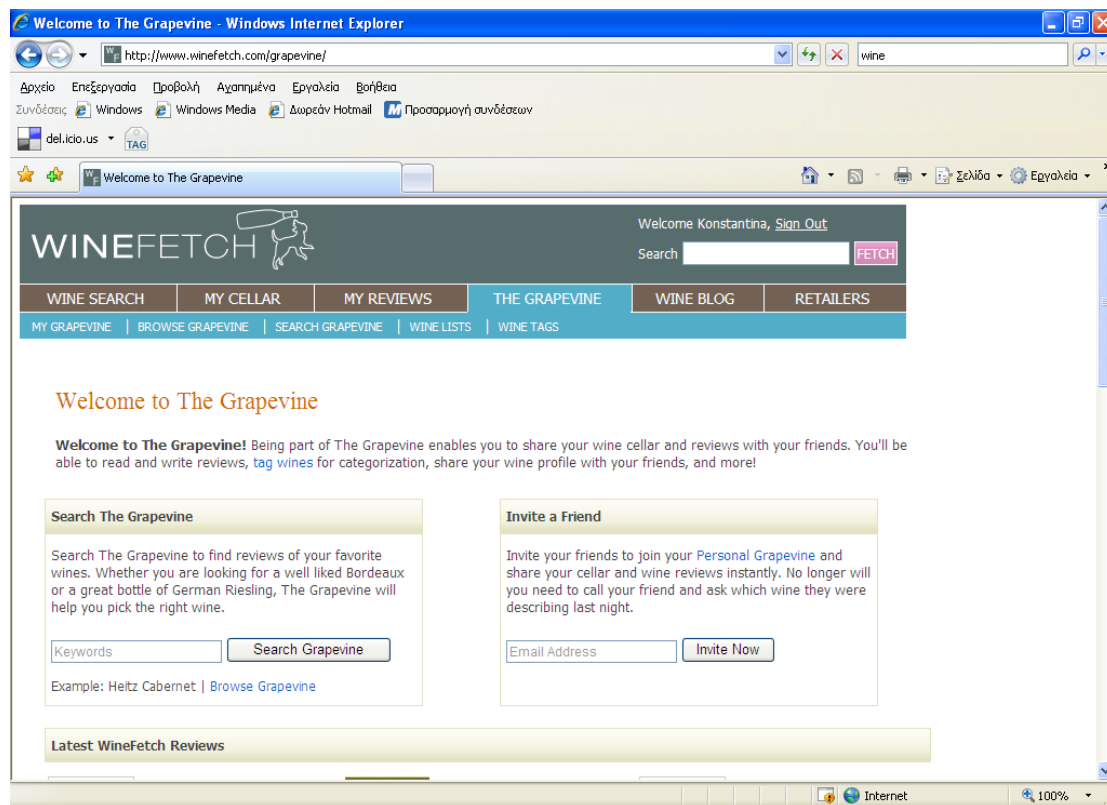 Welcome to The Grapevine - Windows Internet Explorer
http://www.winefetch.com/grapevine/
wine
Αρχείο Επεξεργασία Προβολή Αγαπημένα Εργαλεία Βοήθεια
Συνδέσεις Windows Windows Media Δωρεάν Hotmail Προσαρμογή συνδέσεων
del.icio.us TAG
Welcome to The Grapevine Σελίδα Εργαλεία
WINEFETCH
Welcome Konstantina, Sign Out
Search FETCH
WINE SEARCH MY CELLAR MY REVIEWS THE GRAPEVINE WINE BLOG RETAILERS
MY GRAPEVINE | BROWSE GRAPEVINE | SEARCH GRAPEVINE | WINE LISTS | WINE TAGS
Welcome to The Grapevine
Welcome to The Grapevine! Being part of The Grapevine enables you to share your wine cellar and reviews with your friends. You'll be
able to read and write reviews, tag wines for categorization, share your wine profile with your friends, and more!
Search The Grapevine
Search The Grapevine to find reviews of your favorite
wines. Whether you are looking for a well liked Bordeaux
or a great bottle of German Riesling, The Grapevine will
help you pick the right wine.
Keywords Search Grapevine
Example: Heitz Cabernet | Browse Grapevine
Invite a Friend
Invite your friends to join your Personal Grapevine and
share your cellar and wine reviews instantly. No longer will
you need to call your friend and ask which wine they were
describing last night.
Email Address Invite Now
Latest WineFetch Reviews
Internet 100%